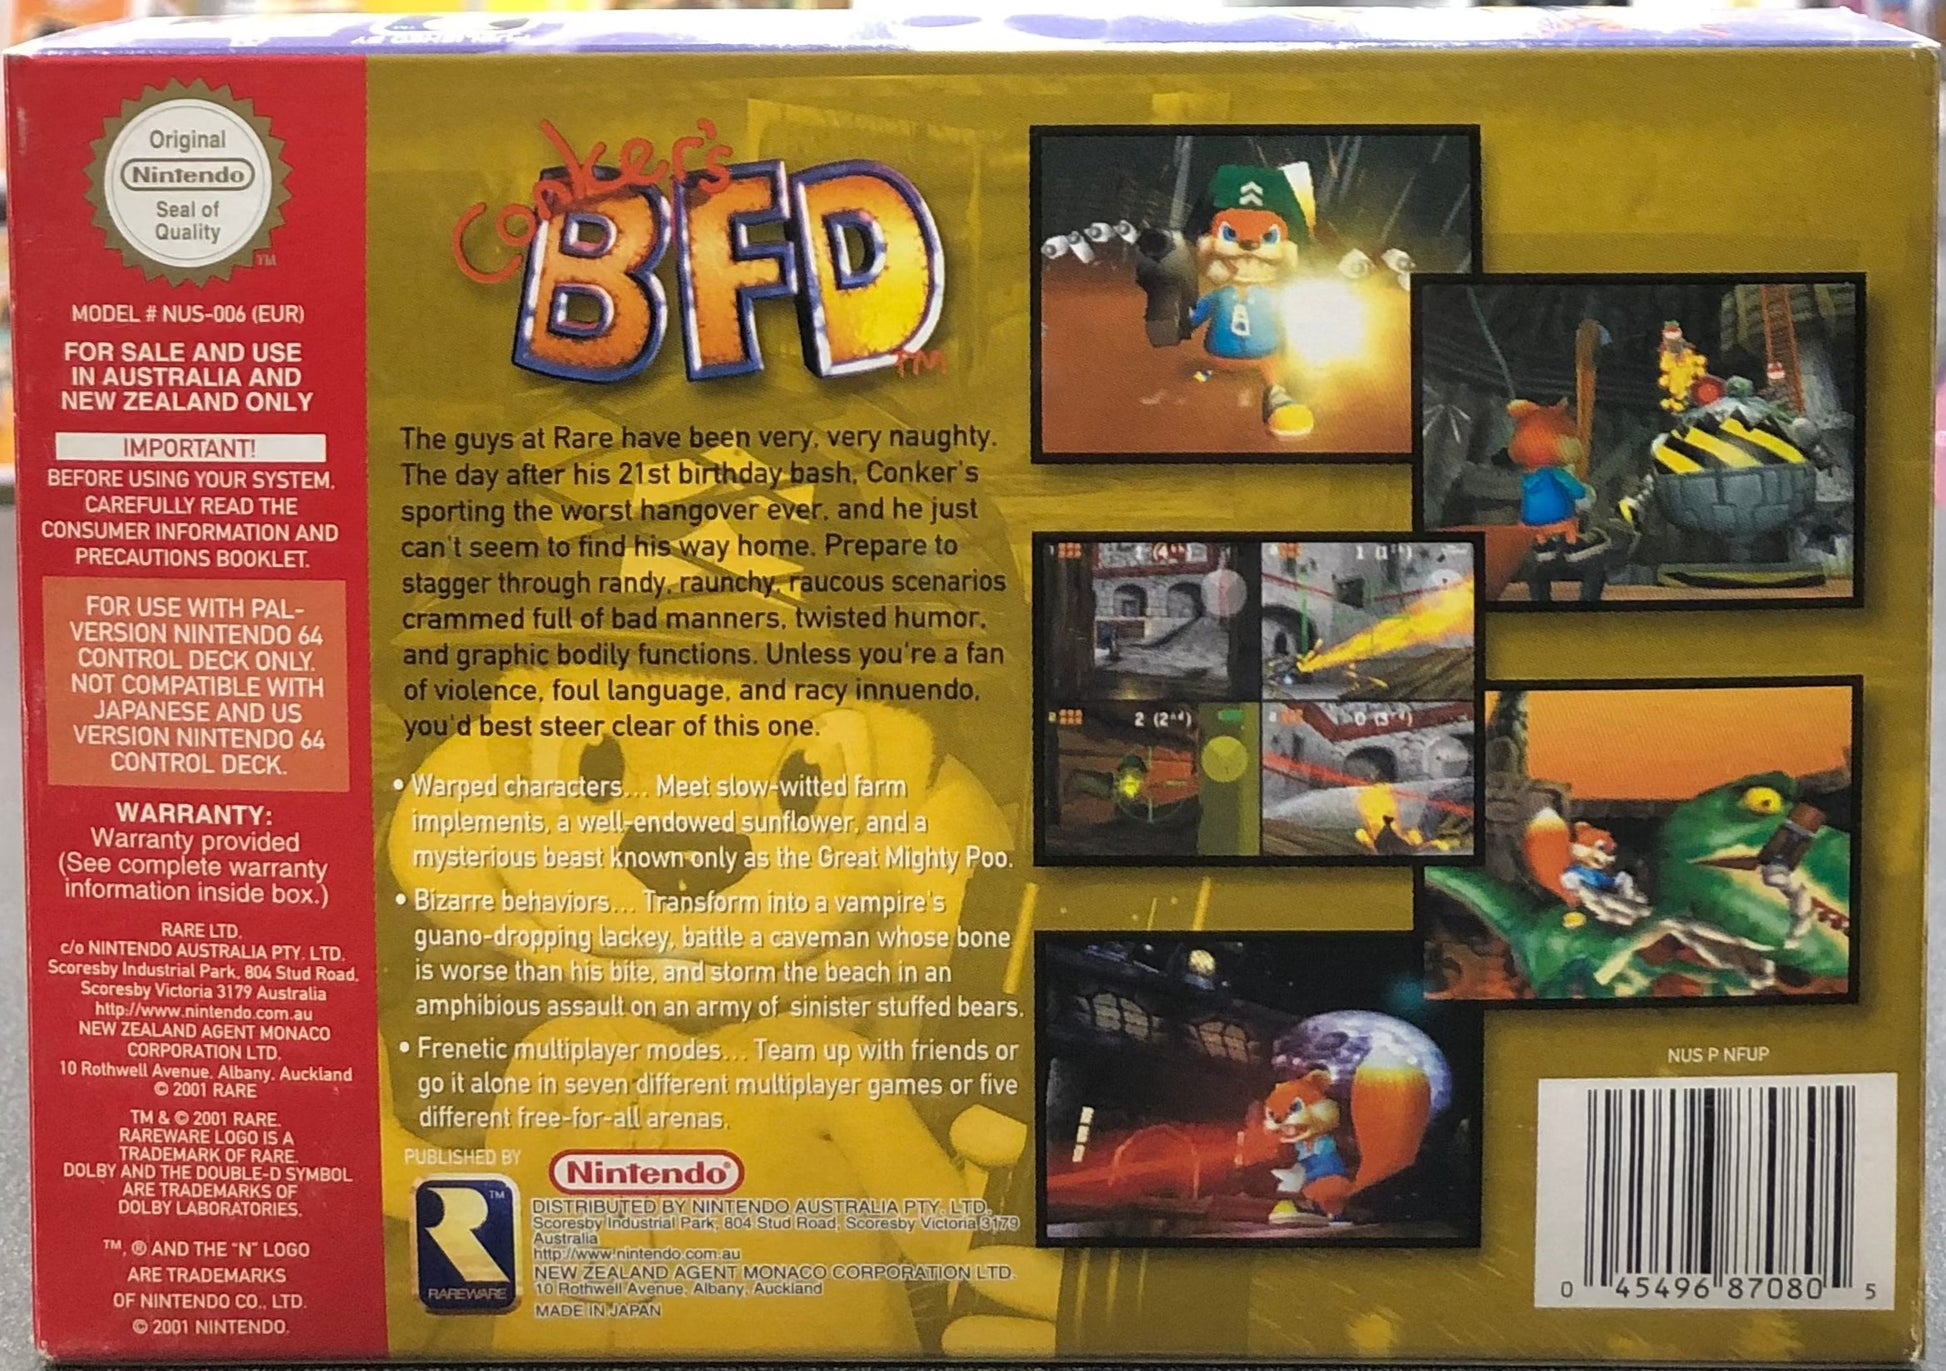 Original
Nintendo
Seal of
Quality
TM
MODEL # NUS-006 (EUR)
FOR SALE AND USE
IN AUSTRALIA AND
NEW ZEALAND ONLY
IMPORTANT!
BEFORE USING YOUR SYSTEM,
CAREFULLY READ THE
CONSUMER INFORMATION AND
PRECAUTIONS BOOKLET.
FOR USE WITH PAL-
VERSION NINTENDO 64
CONTROL DECK ONLY.
NOT COMPATIBLE WITH
JAPANESE AND US
VERSION NINTENDO 64
CONTROL DECK.
WARRANTY:
Warranty provided
(See complete warranty
information inside box.)
RARE LTD.
c/o NINTENDO AUSTRALIA PTY. LTD.
Scoresby Industrial Park, 804 Stud Road,
Scoresby Victoria 3179 Australia
http://www.nintendo.com.au
NEW ZEALAND AGENT MONACO
CORPORATION LTD.
10 Rothwell Avenue, Albany, Auckland
© 2001 RARE
TM & © 2001 RARE.
RAREWARE LOGO IS A
TRADEMARK OF RARE.
DOLBY AND THE DOUBLE-D SYMBOL
ARE TRADEMARKS OF
DOLBY LABORATORIES.
TM, ® AND THE "N" LOGO
ARE TRADEMARKS
OF NINTENDO CO., LTD.
© 2001 NINTENDO.
Conker's
BFD
TM
The guys at Rare have been very, very naughty.
The day after his 21st birthday bash, Conker's
sporting the worst hangover ever, and he just
can't seem to find his way home. Prepare to
stagger through randy, raunchy, raucous scenarios
crammed full of bad manners, twisted humor,
and graphic bodily functions. Unless you're a fan
of violence, foul language, and racy innuendo,
you'd best steer clear of this one.
• Warped characters... Meet slow-witted farm
implements, a well-endowed sunflower, and a
mysterious beast known only as the Great Mighty Poo.
• Bizarre behaviors... Transform into a vampire's
guano-dropping lackey, battle a caveman whose bone
is worse than his bite, and storm the beach in an
amphibious assault on an army of sinister stuffed bears.
• Frenetic multiplayer modes... Team up with friends or
go it alone in seven different multiplayer games or five
different free-for-all arenas.
PUBLISHED BY
TM
RAREWARE
Nintendo®
DISTRIBUTED BY NINTENDO AUSTRALIA PTY. LTD.
Scoresby Industrial Park, 804 Stud Road, Scoresby Victoria 3179
Australia
http://www.nintendo.com.au
NEW ZEALAND AGENT MONACO CORPORATION LTD.
10 Rothwell Avenue, Albany, Auckland
MADE IN JAPAN
2 (2nd)
0 (3rd)
NUS P NFUP
0 45496 87080 5